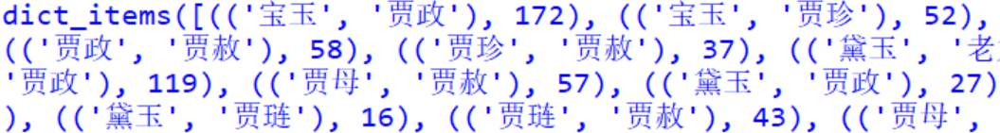 dict_items([(('宝玉', '贾政'), 172), (('宝玉', '贾珍'), 52),
(('贾政', '贾赦'), 58), (('贾珍', '贾赦'), 37), (('黛玉', '老
'贾政'), 119), (('贾母', '贾赦'), 57), (('黛玉', '贾政'), 27)
), (('黛玉', '贾琏'), 16), (('贾琏', '贾赦'), 43), (('贾母',